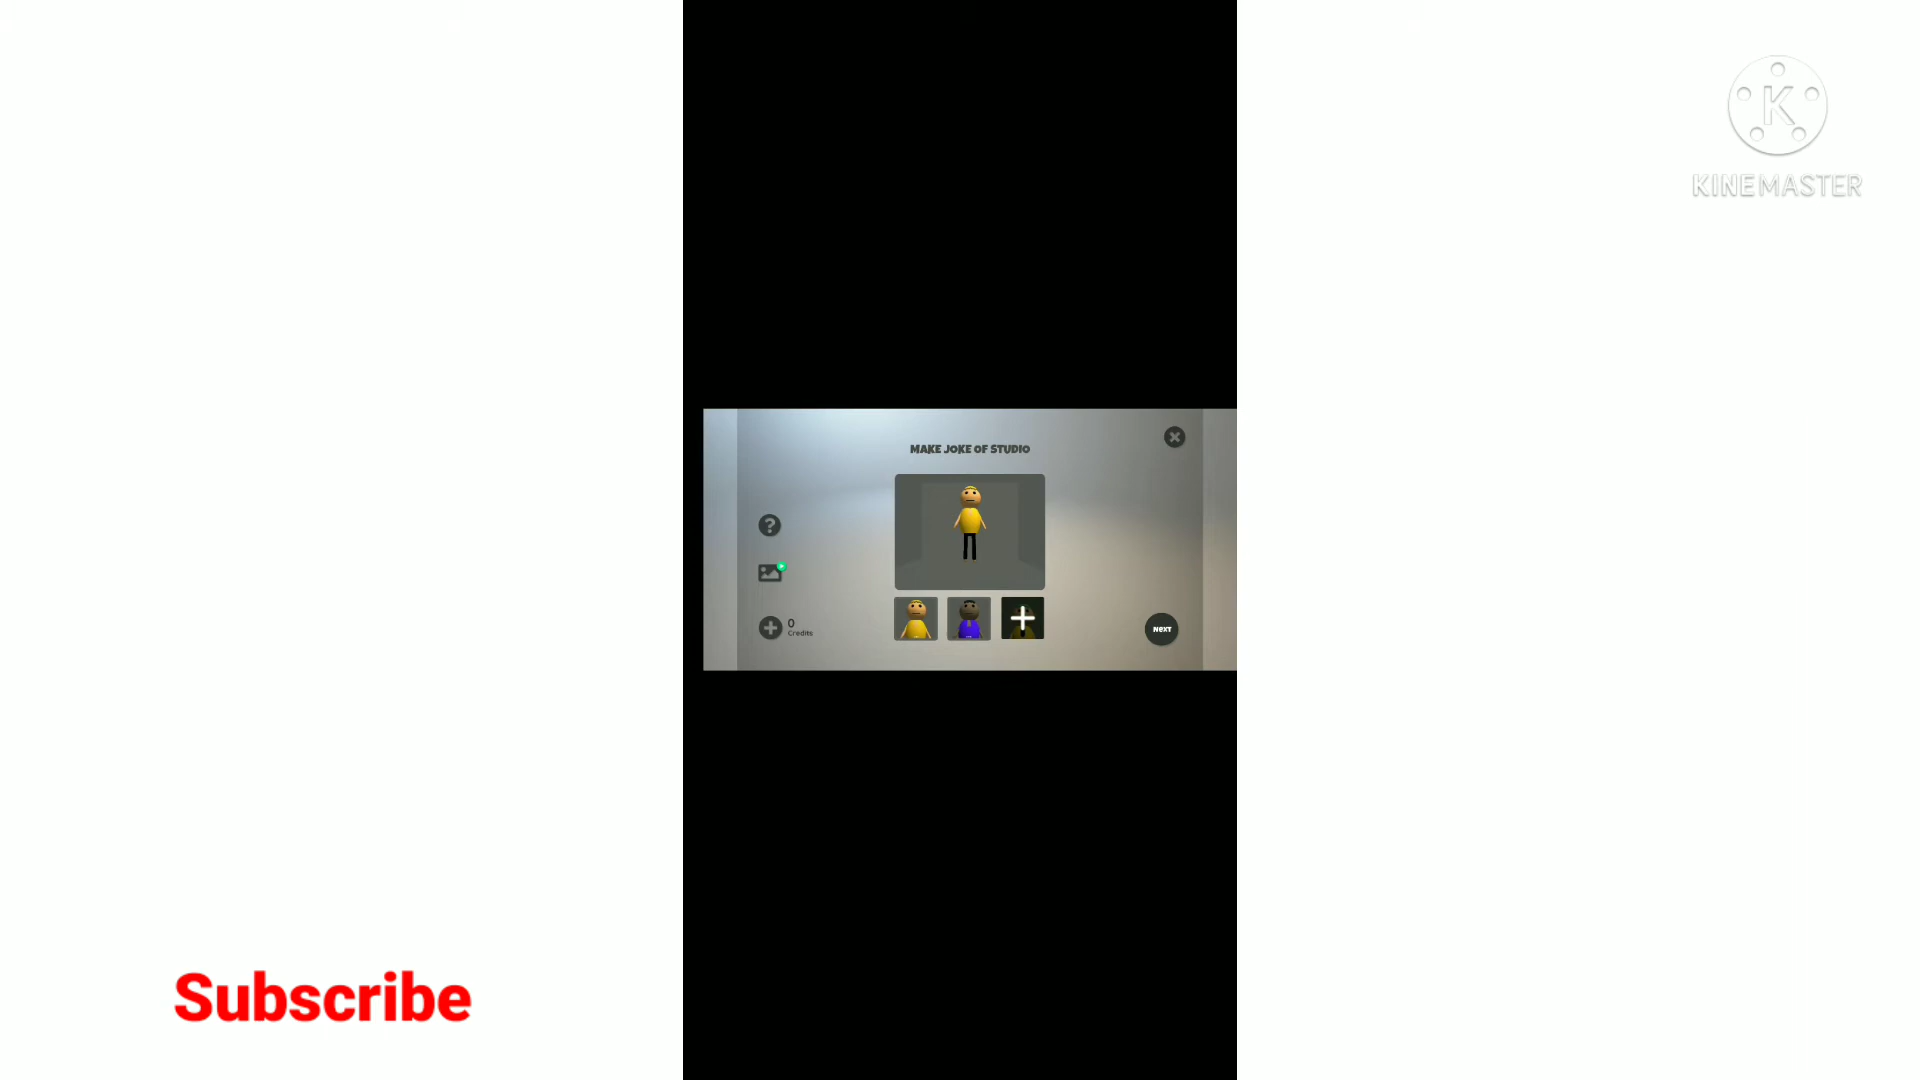 KINEMASTER
MAKE JOKE OF STUDIO
0
Credits
NEXT
Subscribe